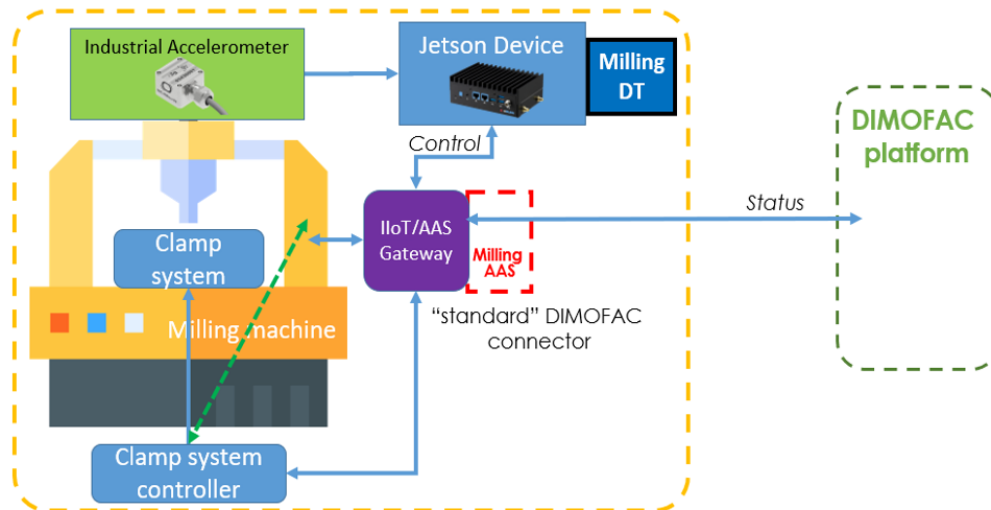 Industrial Accelerometer
Jetson Device
Milling
DT
DIMOFAC
platform
Control
Status
IIoT/AAS
Gateway
Milling
AAS
Clamp
system
"standard" DIMOFAC
connector
Milling machine
Clamp system
controller